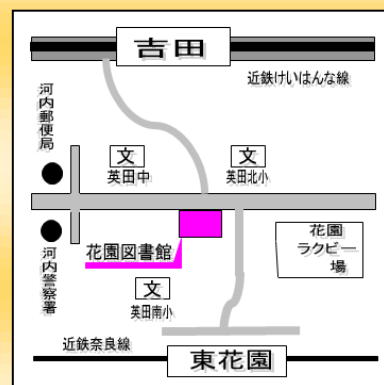 吉田
近鉄けいはんな線
河内郵便局
文
英田中
文
英田北小
花園図書館
花園
ラクビー
場
河内警察署
文
英田南小
近鉄奈良線
東花園